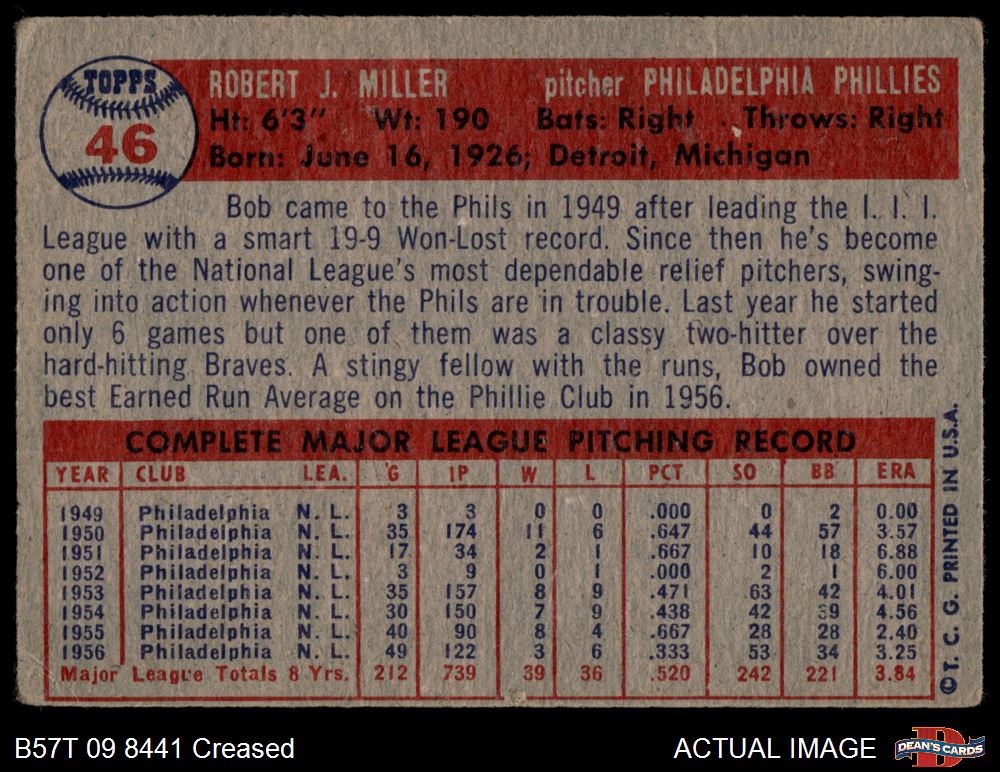 TOPPS
46
ROBERT J. MILLER pitcher PHILADELPHIA PHILLIES
Ht: 6'3" Wt: 190 Bats: Right Throws: Right
Born: June 16, 1926; Detroit, Michigan
Bob came to the Phils in 1949 after leading the I. I. I.
League with a smart 19-9 Won-Lost record. Since then he's become
one of the National League's most dependable relief pitchers, swing-
ing into action whenever the Phils are in trouble. Last year he started
only 6 games but one of them was a classy two-hitter over the
hard-hitting Braves. A stingy fellow with the runs, Bob owned the
best Earned Run Average on the Phillie Club in 1956.
COMPLETE MAJOR LEAGUE PITCHING RECORD
YEAR CLUB LEA. G IP W L PCT SO BB ERA
1949 Philadelphia N. L. 3 3 0 0 .000 0 2 0.00
1950 Philadelphia N. L. 35 174 11 6 .647 44 57 3.57
1951 Philadelphia N. L. 17 34 2 1 .667 10 18 6.88
1952 Philadelphia N. L. 3 9 0 1 .000 2 1 6.00
1953 Philadelphia N. L. 35 157 8 9 .471 63 42 4.01
1954 Philadelphia N. L. 30 150 7 9 .438 42 39 4.56
1955 Philadelphia N. L. 40 90 8 4 .667 28 28 2.40
1956 Philadelphia N. L. 49 122 3 6 .333 53 34 3.25
Major League Totals 8 Yrs. 212 739 39 36 .520 242 221 3.84
©T. C. G. PRINTED IN U.S.A.
B57T 09 8441 Creased
ACTUAL IMAGE
DEAN'S CARDS